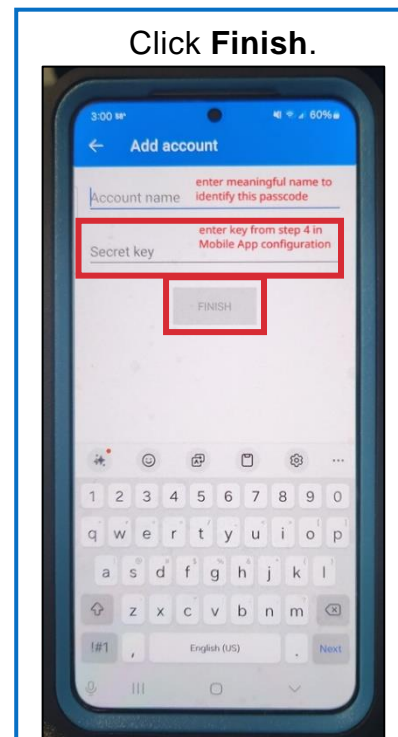 Click Finish.
3:00 58°
60%
Add account
Account name
enter meaningful name to
identify this passcode
Secret key
enter key from step 4 in
Mobile App configuration
FINISH
1 2 3 4 5 6 7 8 9 0
q w e r t y u i o p
a s d f g h j k l
z x c v b n m
!#1 , English (US) . Next